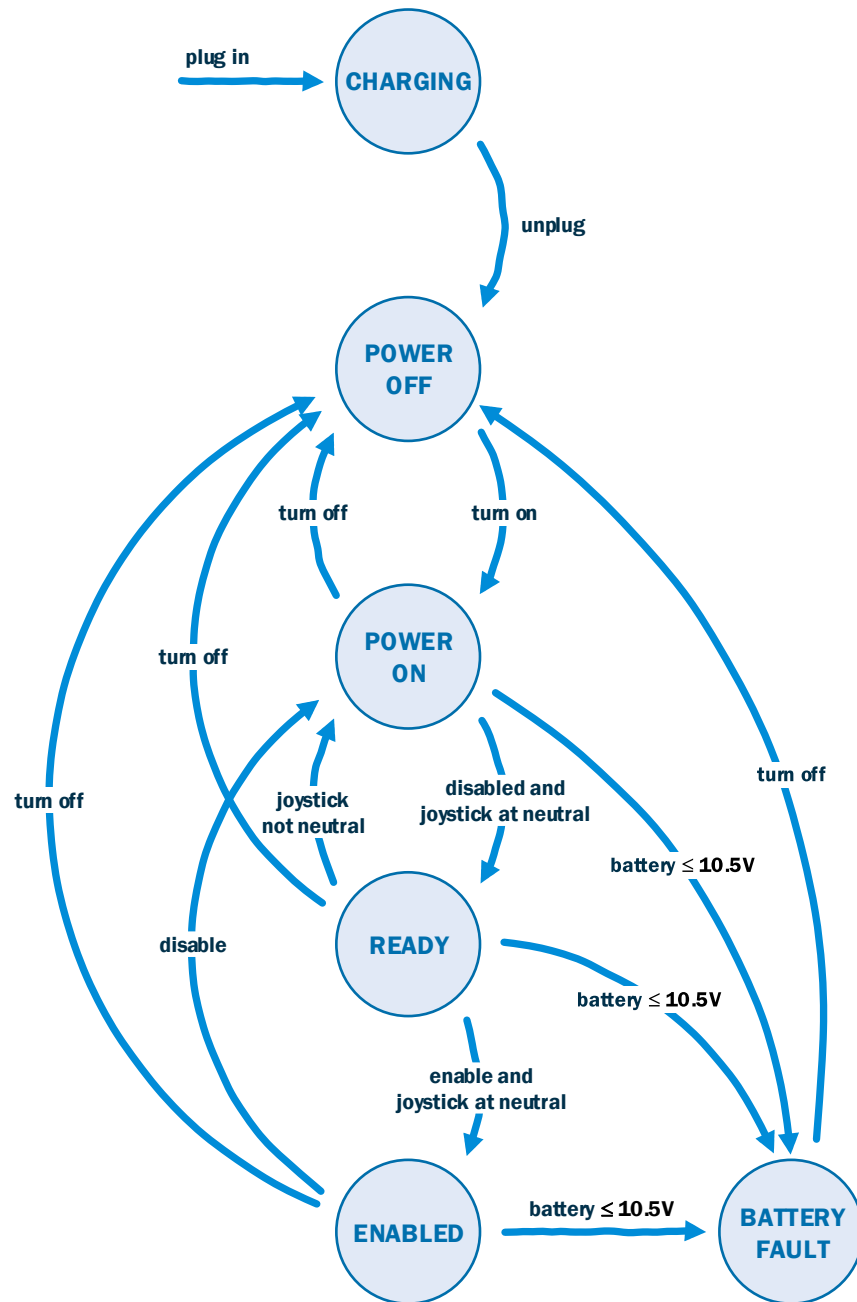 plug in
CHARGING
unplug
POWER
OFF
turn off
turn on
POWER
ON
turn off
turn off
turn off
joystick
not neutral
disabled and
joystick at neutral
battery ≤ 10.5V
disable
READY
battery ≤ 10.5V
enable and
joystick at neutral
battery ≤ 10.5V
ENABLED
BATTERY
FAULT